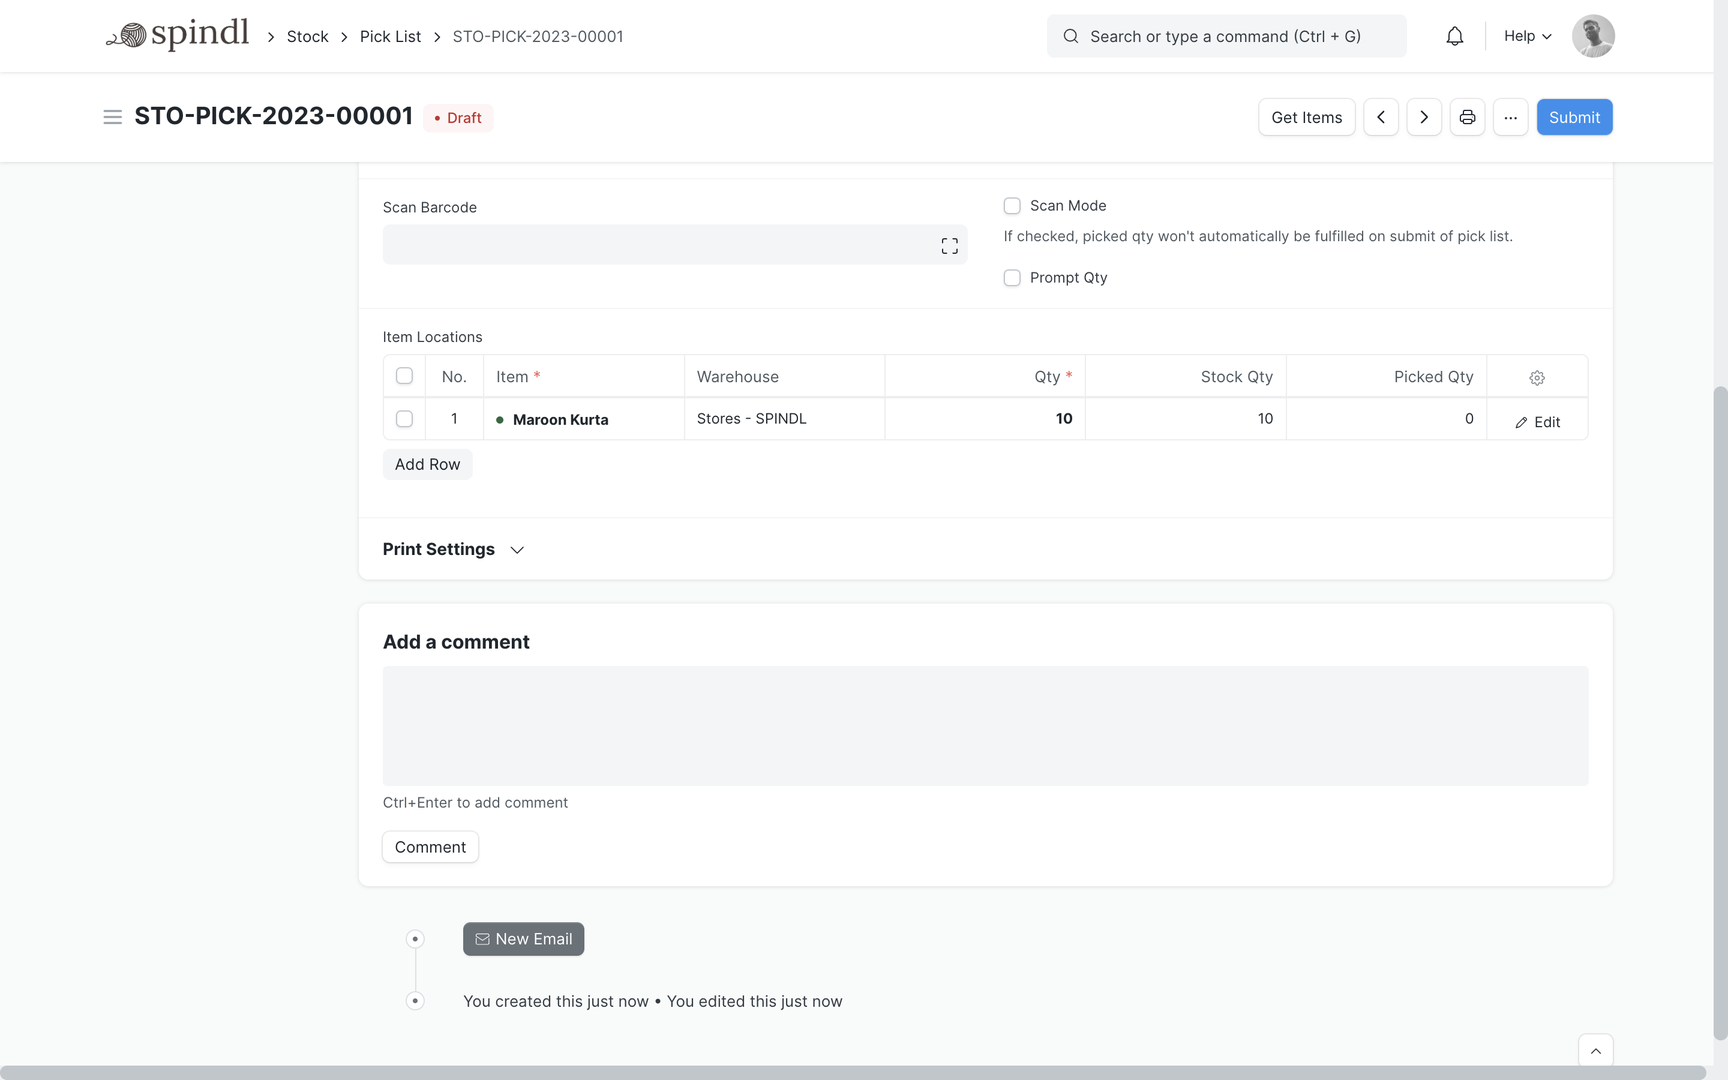 spindl > Stock > Pick List > STO-PICK-2023-00001
Search or type a command (Ctrl + G)
Help
STO-PICK-2023-00001
• Draft
Get Items
...
Submit
Scan Barcode
Scan Mode
If checked, picked qty won't automatically be fulfilled on submit of pick list.
Prompt Qty
Item Locations
No. Item * Warehouse Qty * Stock Qty Picked Qty
1 Maroon Kurta Stores - SPINDL 10 10 0 Edit
Add Row
Print Settings
Add a comment
Ctrl+Enter to add comment
Comment
New Email
You created this just now • You edited this just now